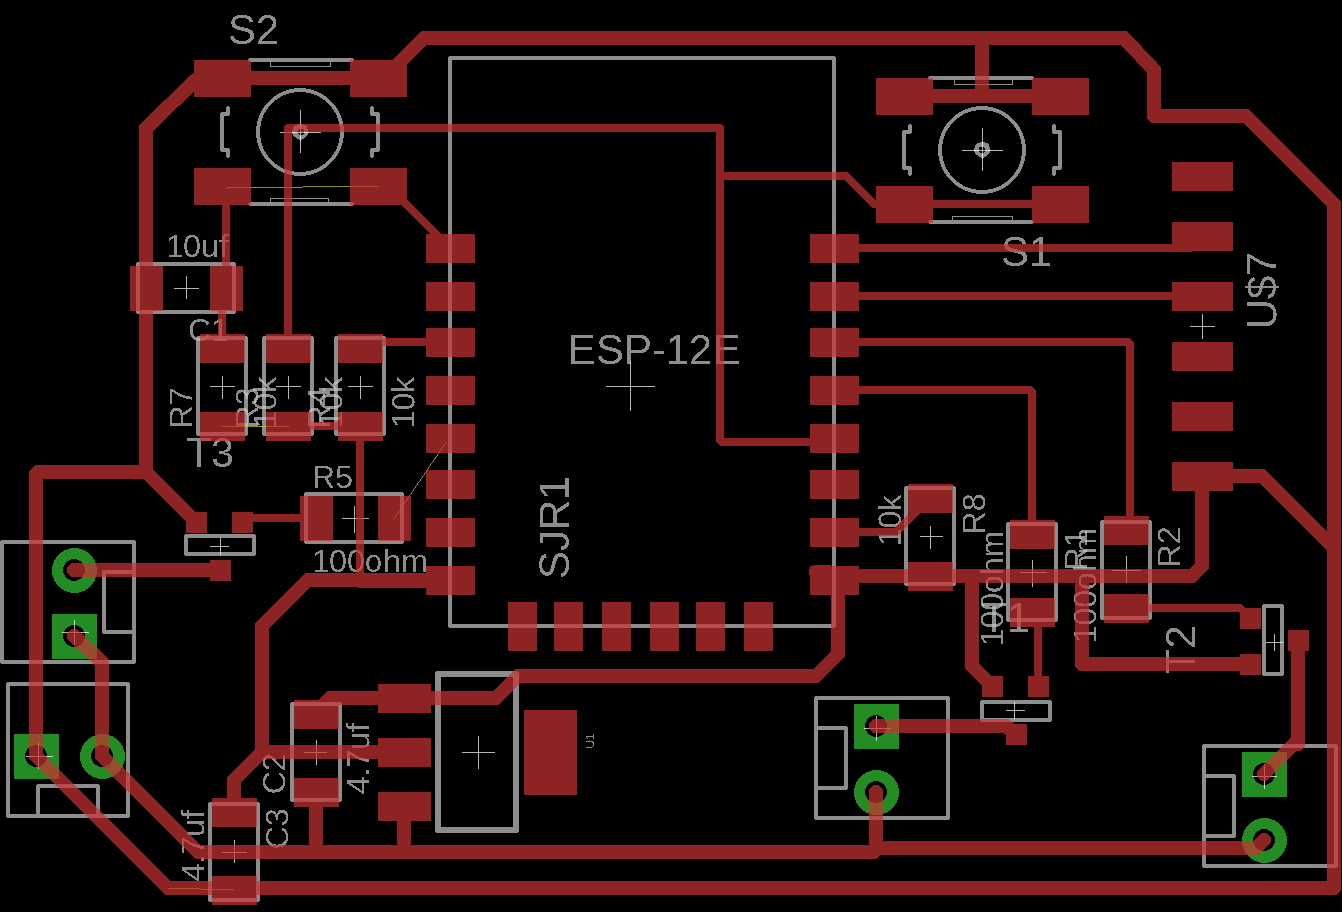 S2
10uf
C1
S1
U$7
ESP-12E
R7
R3
10k
R4
10k
10k
T3
R5
100ohm
SJR1
10k
R8
100ohm
R1
100ohm
R2
T1
T2
U1
C2
4.7uf
C3
4.7uf